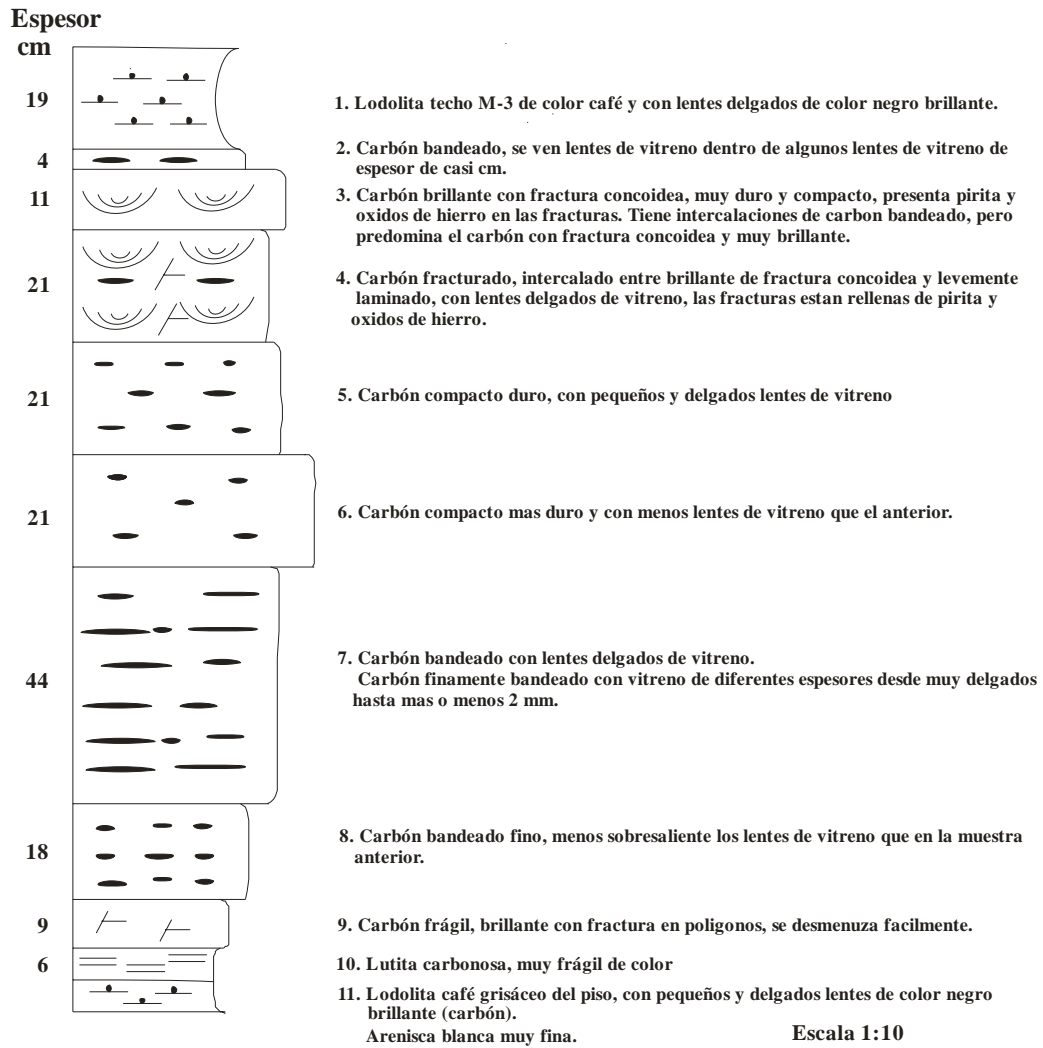 Espesor
cm
19
1. Lodolita techo M-3 de color café y con lentes delgados de color negro brillante.
4
2. Carbón bandeado, se ven lentes de vitreno dentro de algunos lentes de vitreno de
espesor de casi cm.
11
3. Carbón brillante con fractura concoidea, muy duro y compacto, presenta pirita y
oxidos de hierro en las fracturas. Tiene intercalaciones de carbon bandeado, pero
predomina el carbón con fractura concoidea y muy brillante.
21
4. Carbón fracturado, intercalado entre brillante de fractura concoidea y levemente
laminado, con lentes delgados de vitreno, las fracturas estan rellenas de pirita y
oxidos de hierro.
21
5. Carbón compacto duro, con pequeños y delgados lentes de vitreno
21
6. Carbón compacto mas duro y con menos lentes de vitreno que el anterior.
44
7. Carbón bandeado con lentes delgados de vitreno.
Carbón finamente bandeado con vitreno de diferentes espesores desde muy delgados
hasta mas o menos 2 mm.
18
8. Carbón bandeado fino, menos sobresaliente los lentes de vitreno que en la muestra
anterior.
9
9. Carbón frágil, brillante con fractura en poligonos, se desmenuza facilmente.
6
10. Lutita carbonosa, muy frágil de color
11. Lodolita café grisáceo del piso, con pequeños y delgados lentes de color negro
brillante (carbón).
Arenisca blanca muy fina.
Escala 1:10